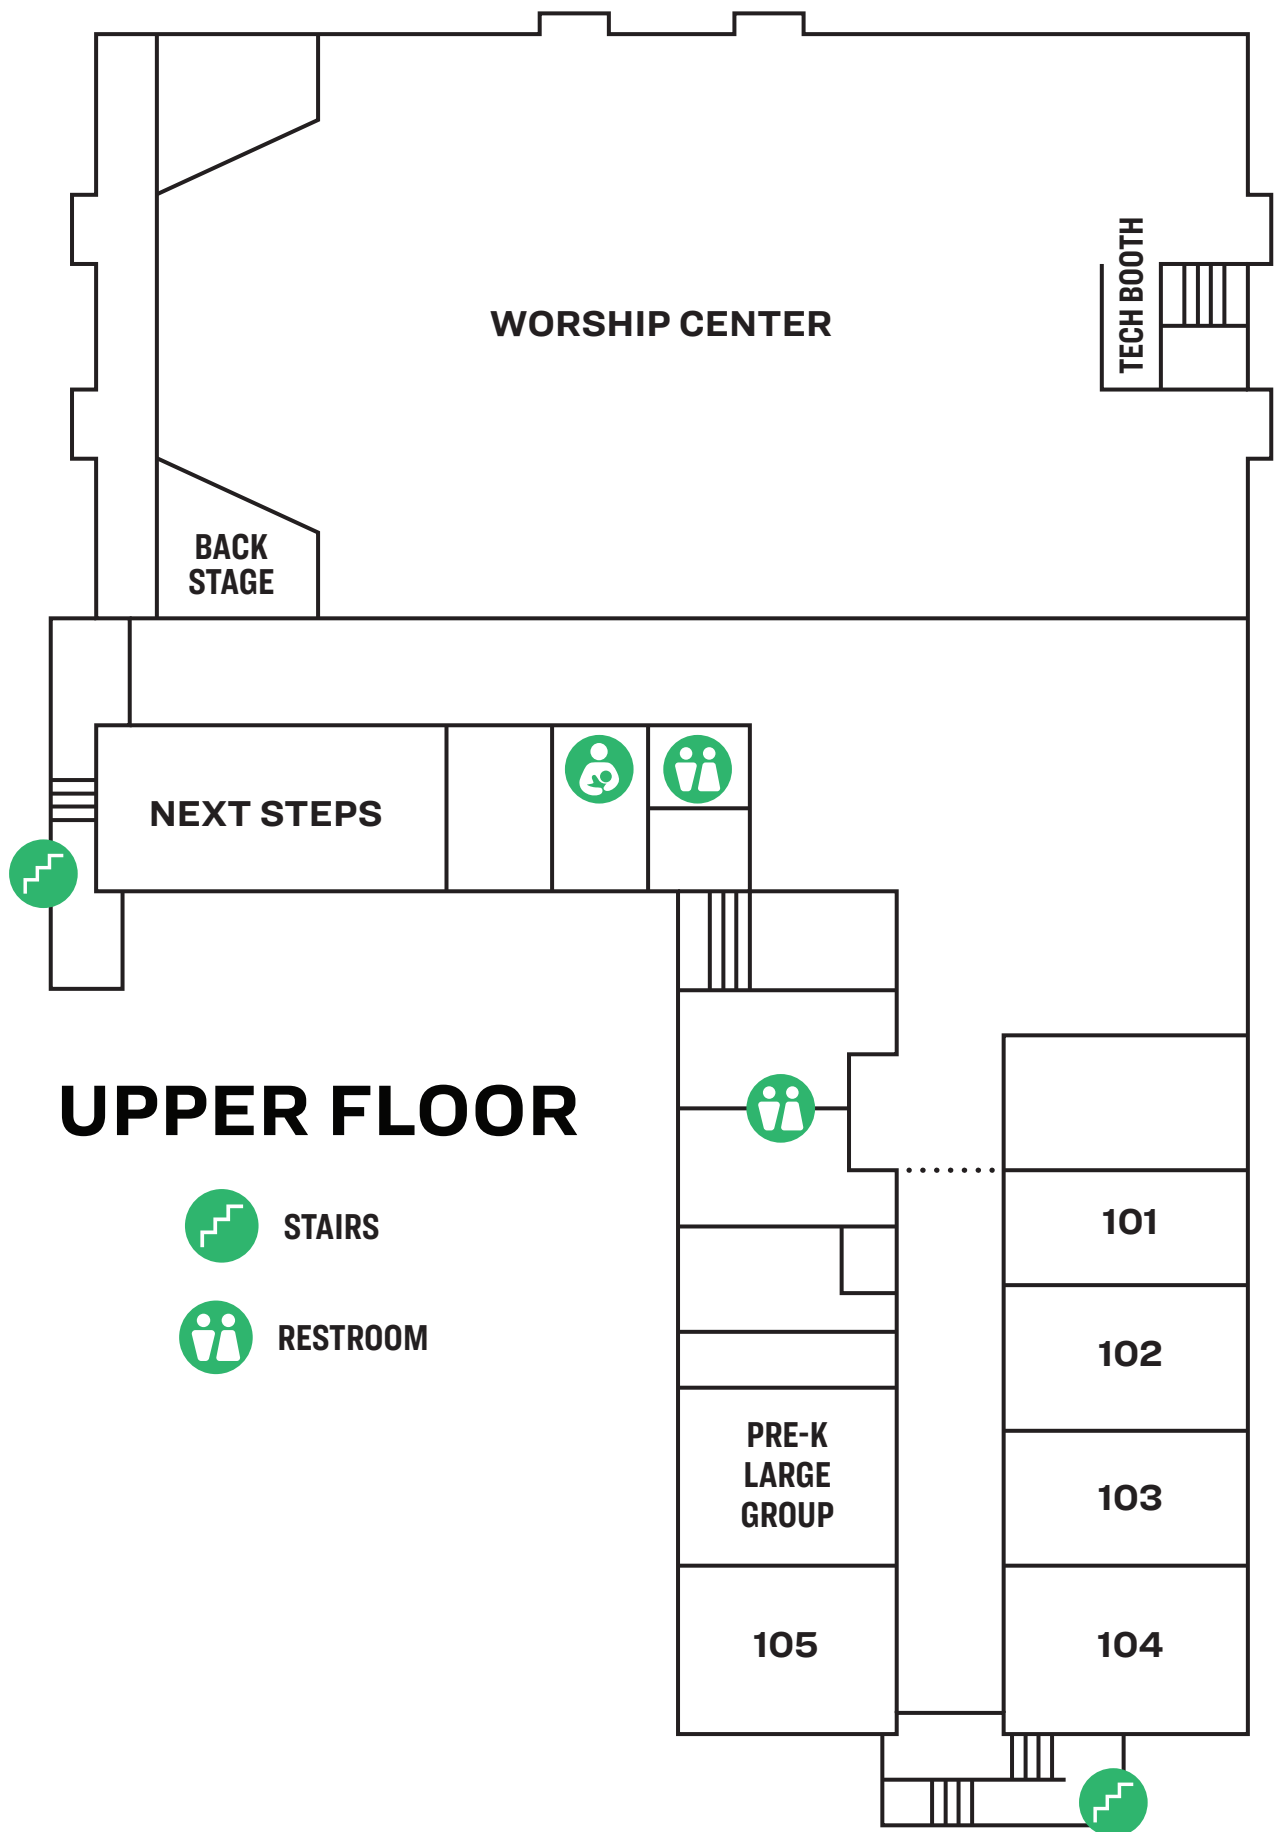 WORSHIP CENTER
TECH BOOTH
BACK
STAGE
NEXT STEPS
UPPER FLOOR
STAIRS
RESTROOM
101
102
PRE-K
LARGE
GROUP
103
105
104